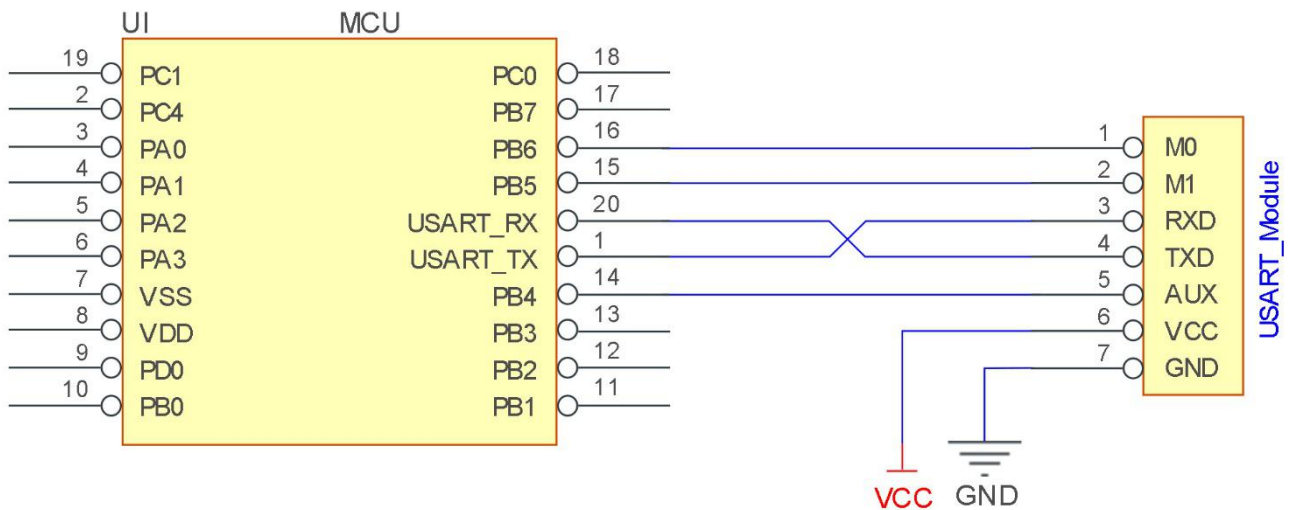 UI MCU
19 PC1 PC0 18
2 PC4 PB7 17
3 PA0 PB6 16 1 M0
4 PA1 PB5 15 2 M1
5 PA2 USART_RX 20 3 RXD
6 PA3 USART_TX 1 4 TXD
7 VSS PB4 14 5 AUX
8 VDD PB3 13 6 VCC
9 PD0 PB2 12 7 GND
10 PB0 PB1 11
USART_Module
VCC GND